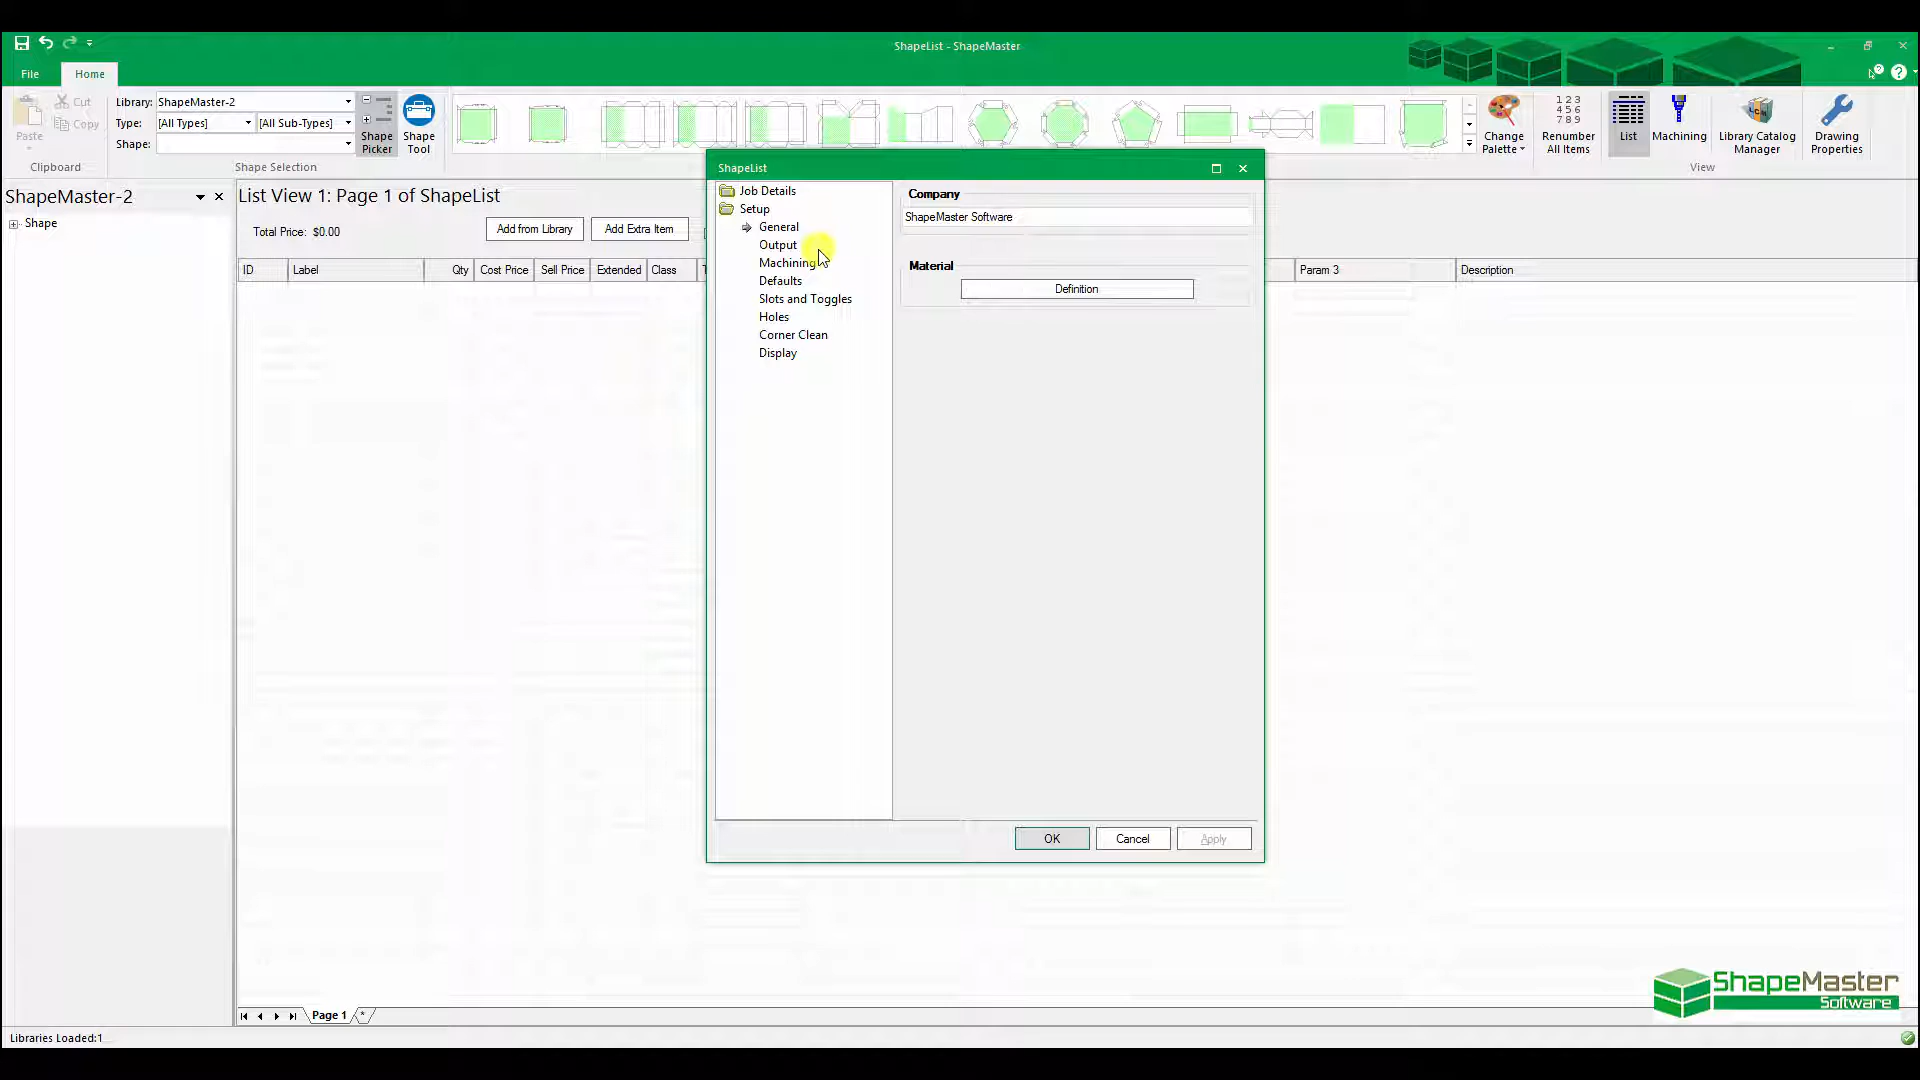 ShapeList - ShapeMaster
File
Home
Paste
Cut
Copy
Clipboard
Library: ShapeMaster-2
Type: [All Types] [All Sub-Types]
Shape:
Shape Picker
Shape Tool
Shape Selection
Change Palette
1 2 3
4 5 6
7 8 9
Renumber All Items
List
Machining
Library Catalog Manager
Drawing Properties
View
ShapeMaster-2
Shape
List View 1: Page 1 of ShapeList
Total Price: $0.00
Add from Library
Add Extra Item
ID Label Qty Cost Price Sell Price Extended Class
Param 3 Description
ShapeList
Job Details
Setup
General
Output
Machining
Defaults
Slots and Toggles
Holes
Corner Clean
Display
Company
ShapeMaster Software
Material
Definition
OK
Cancel
Apply
ShapeMaster
Software
Page 1
*
Libraries Loaded:1